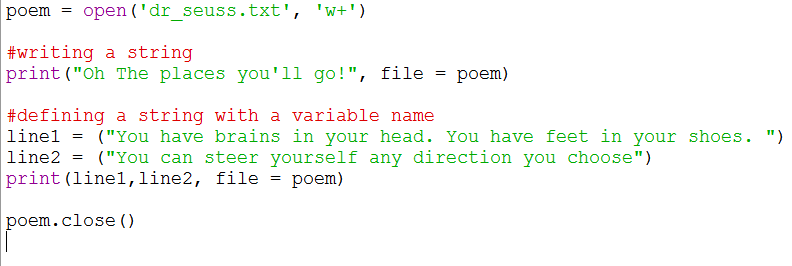 poem = open('dr_seuss.txt', 'w+')
#writing a string
print("Oh The places you'll go!", file = poem)
#defining a string with a variable name
line1 = ("You have brains in your head. You have feet in your shoes. ")
line2 = ("You can steer yourself any direction you choose")
print(line1,line2, file = poem)
poem.close()